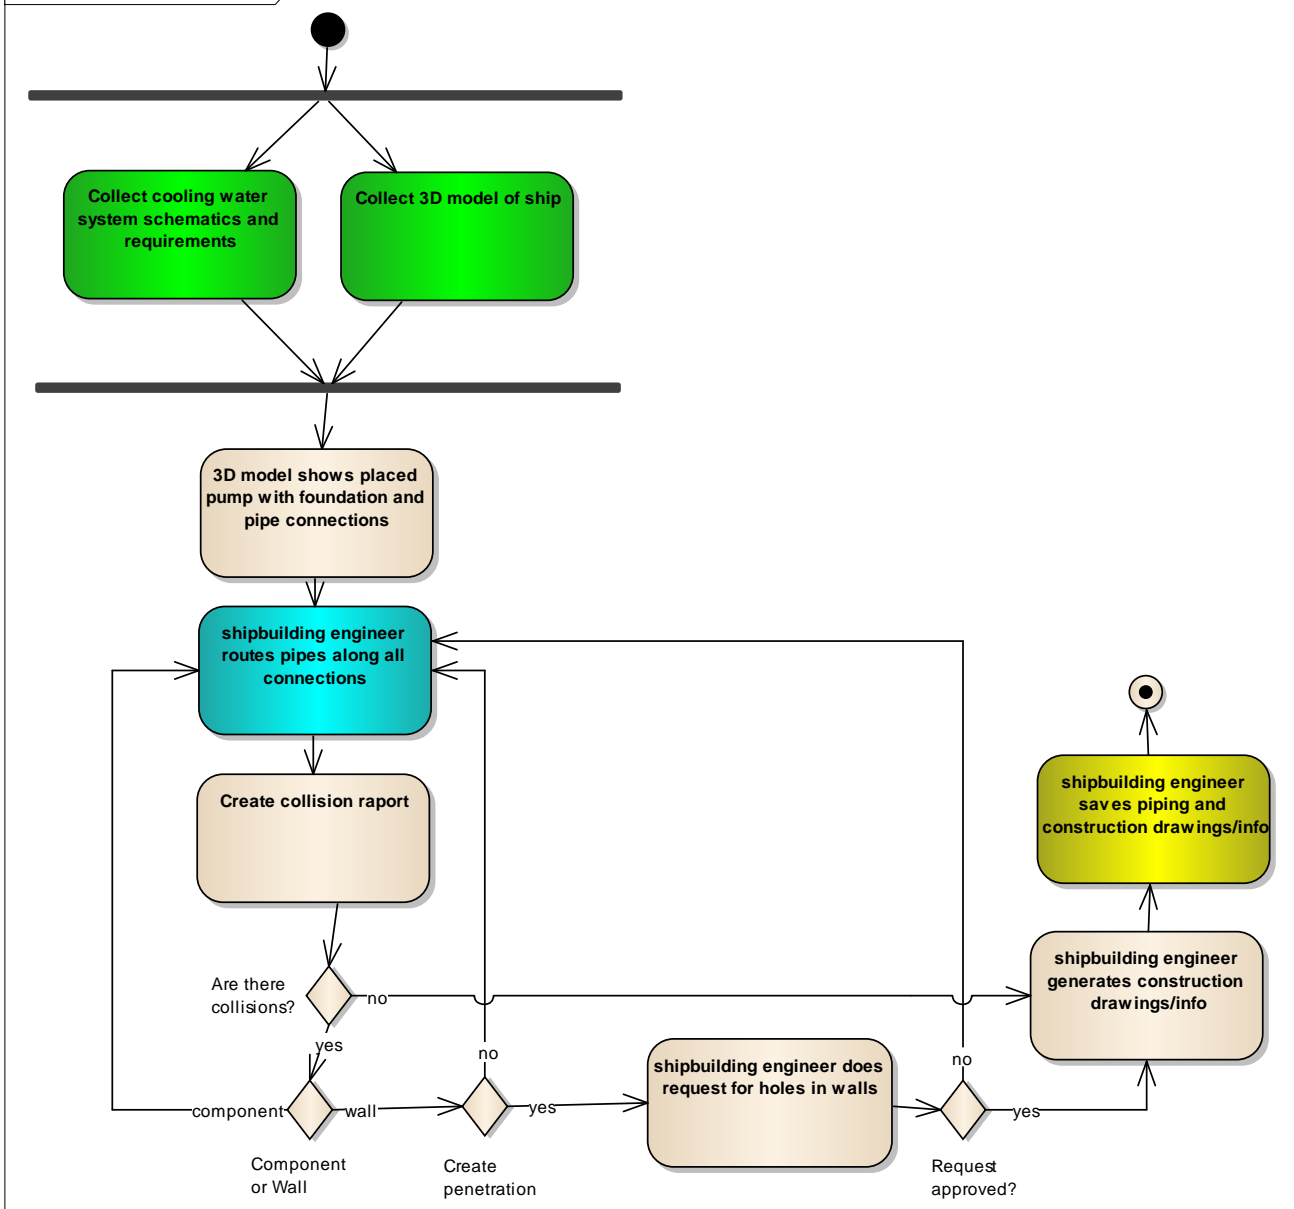 Collect cooling water
system schematics and
requirements
Collect 3D model of ship
3D model shows placed
pump with foundation and
pipe connections
shipbuilding engineer
routes pipes along all
connections
Create collision raport
shipbuilding engineer
saves piping and
construction drawings/info
shipbuilding engineer
generates construction
drawings/info
Are there
collisions?
no
yes
component
wall
Component
or Wall
no
yes
Create
penetration
shipbuilding engineer does
request for holes in walls
no
yes
Request
approved?